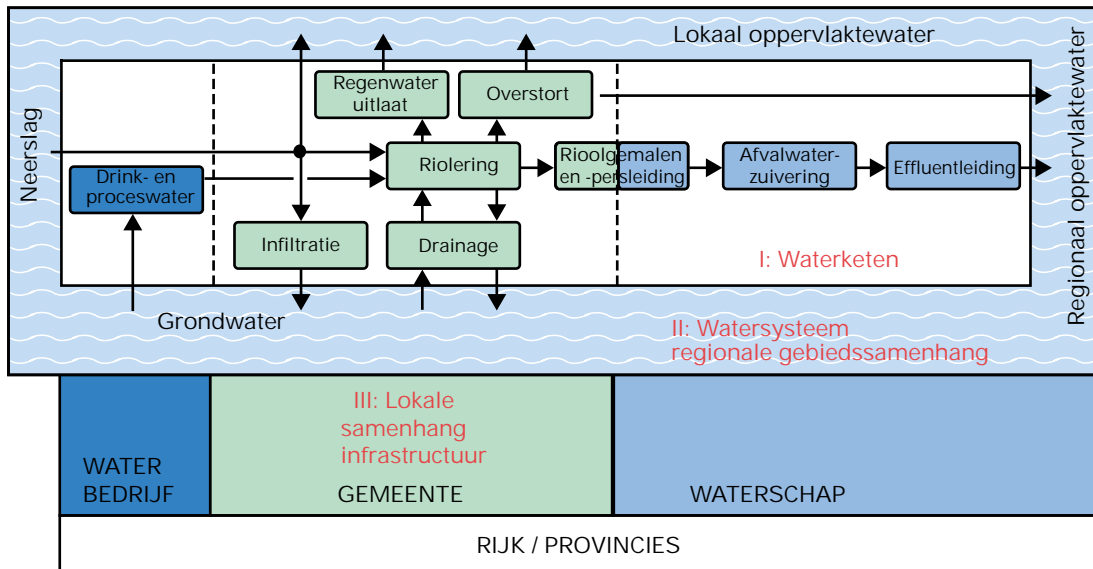 Lokaal oppervlaktewater
Neerslag
Regenwater
uitlaat
Overstort
Regionaal oppervlaktewater
Riolering
Rioolgemalen
en -persleiding
Afvalwater-
zuivering
Effluentleiding
Drink- en
proceswater
Infiltratie
Drainage
I: Waterketen
Grondwater
II: Watersysteem
regionale gebiedssamenhang
III: Lokale
samenhang
infrastructuur
WATER
BEDRIJF
GEMEENTE
WATERSCHAP
RIJK / PROVINCIES